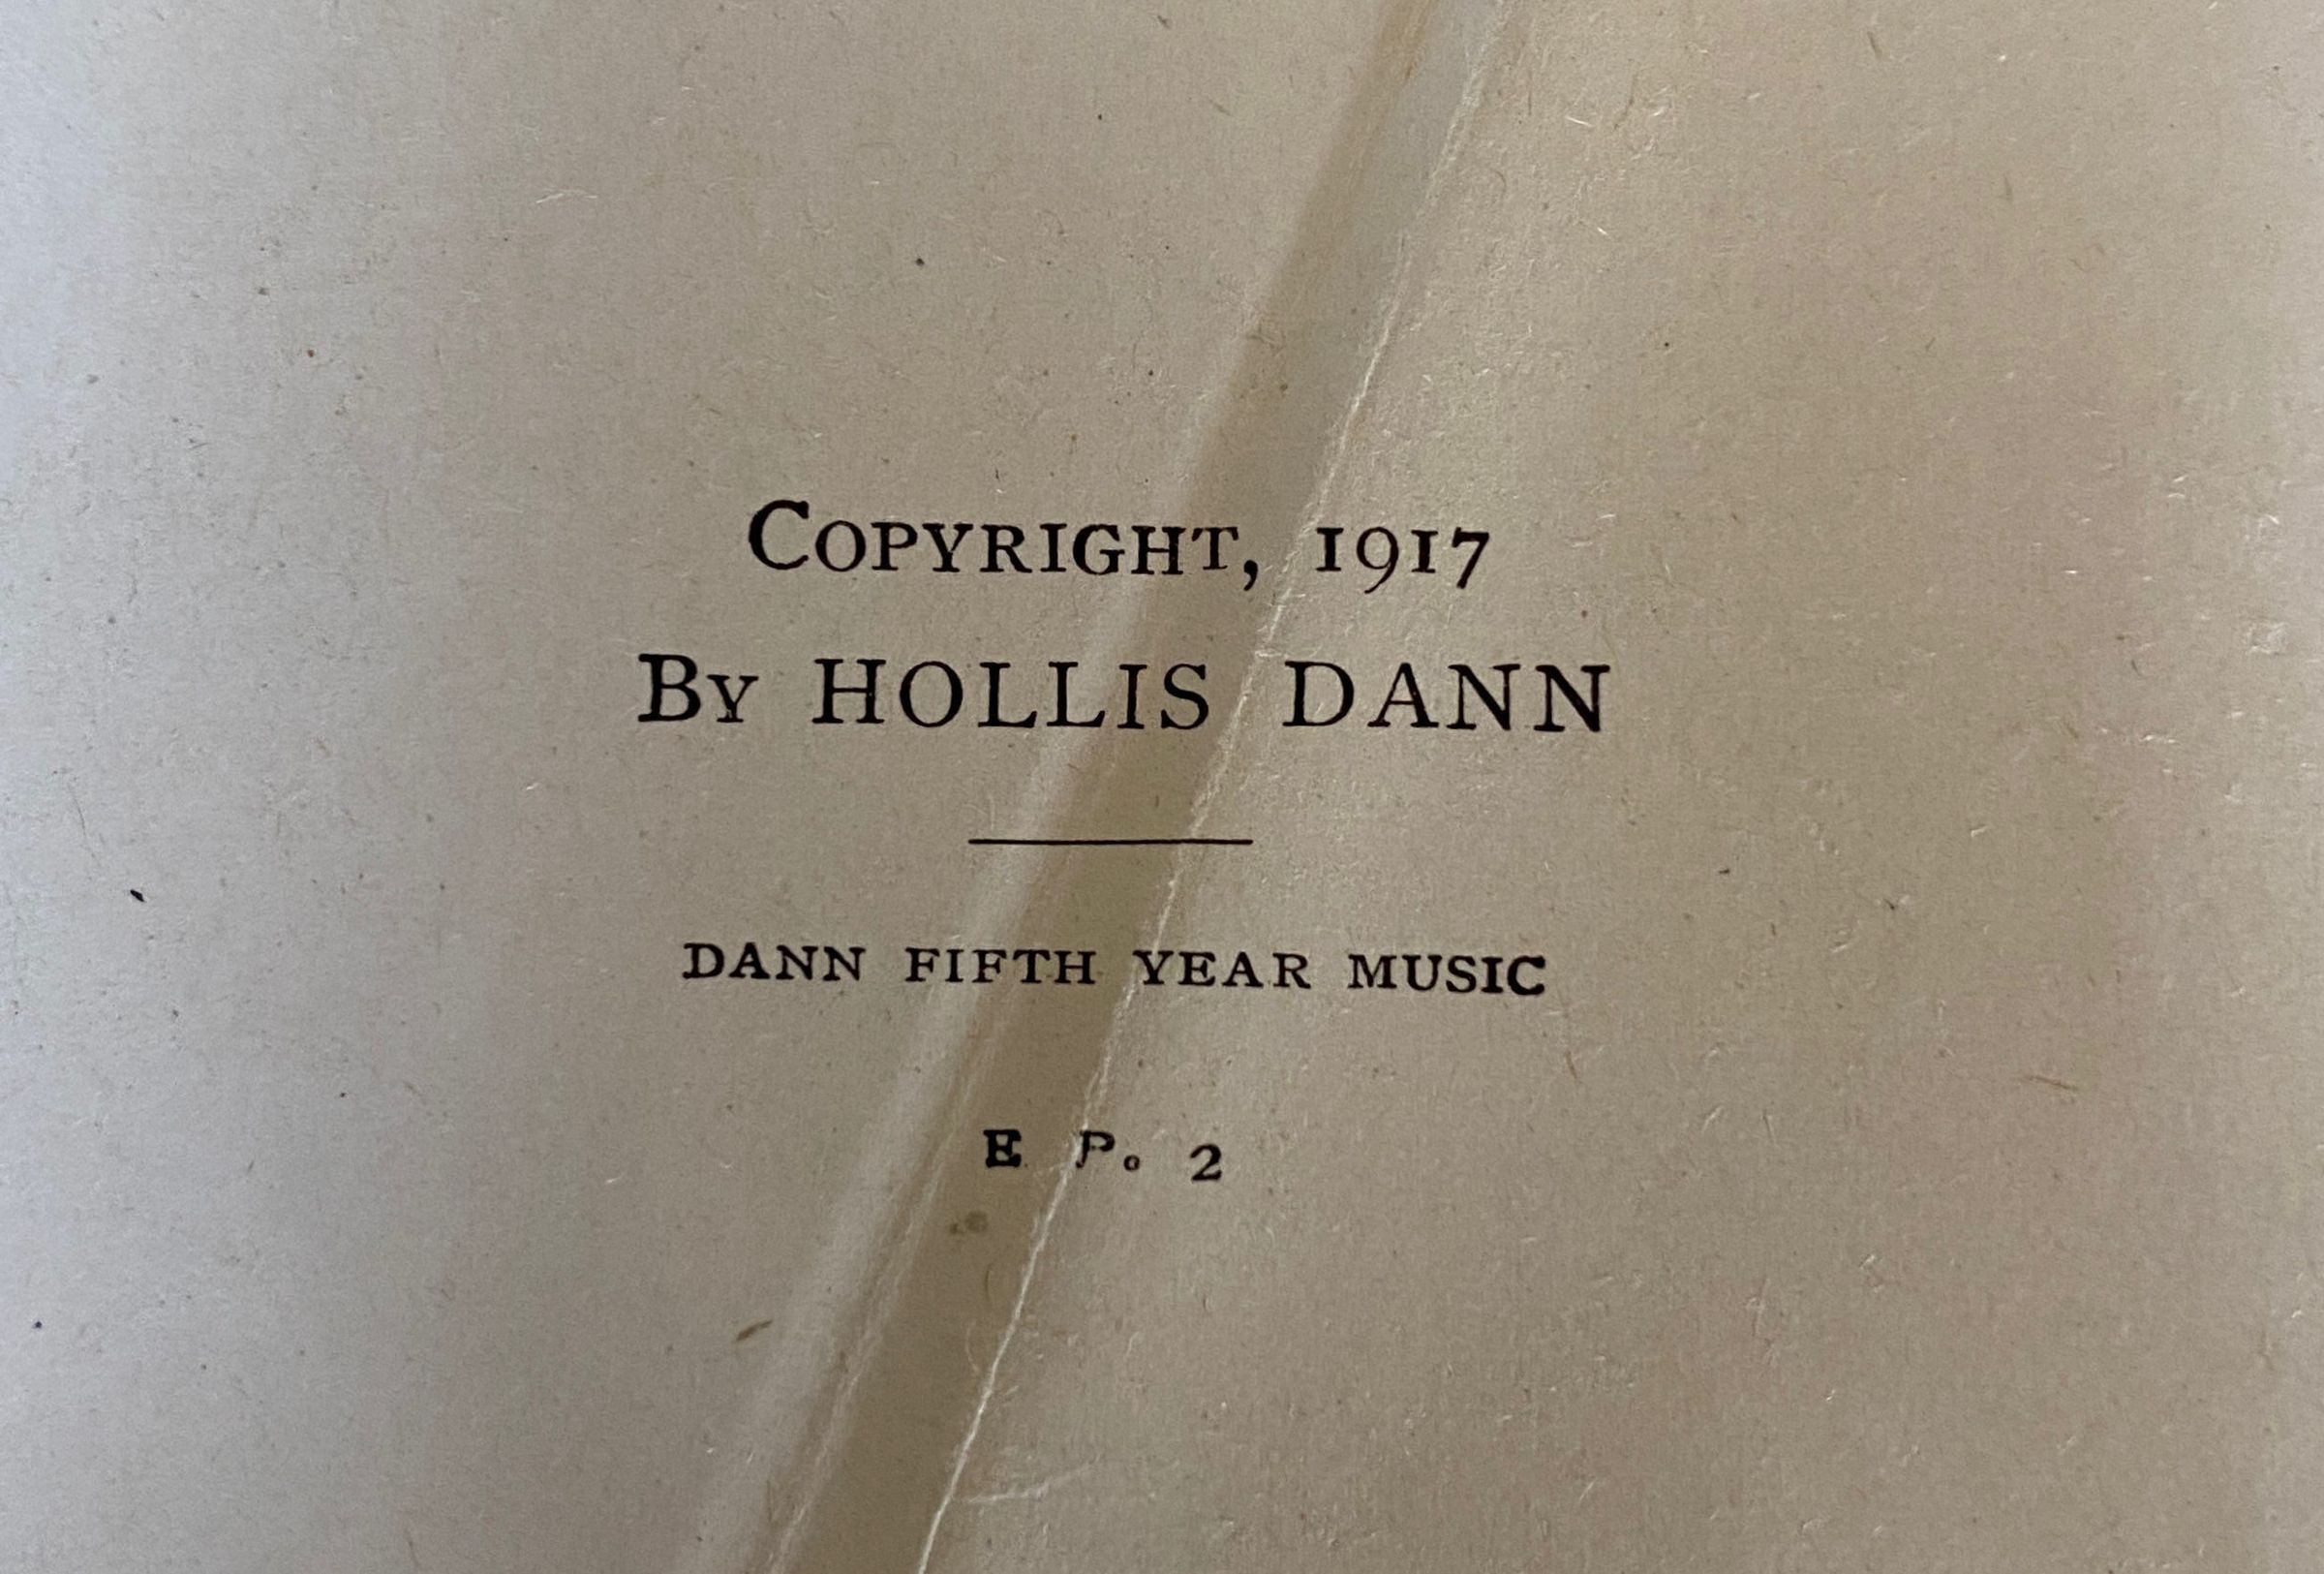 COPYRIGHT, 1917
BY HOLLIS DANN
DANN FIFTH YEAR MUSIC
E P. 2